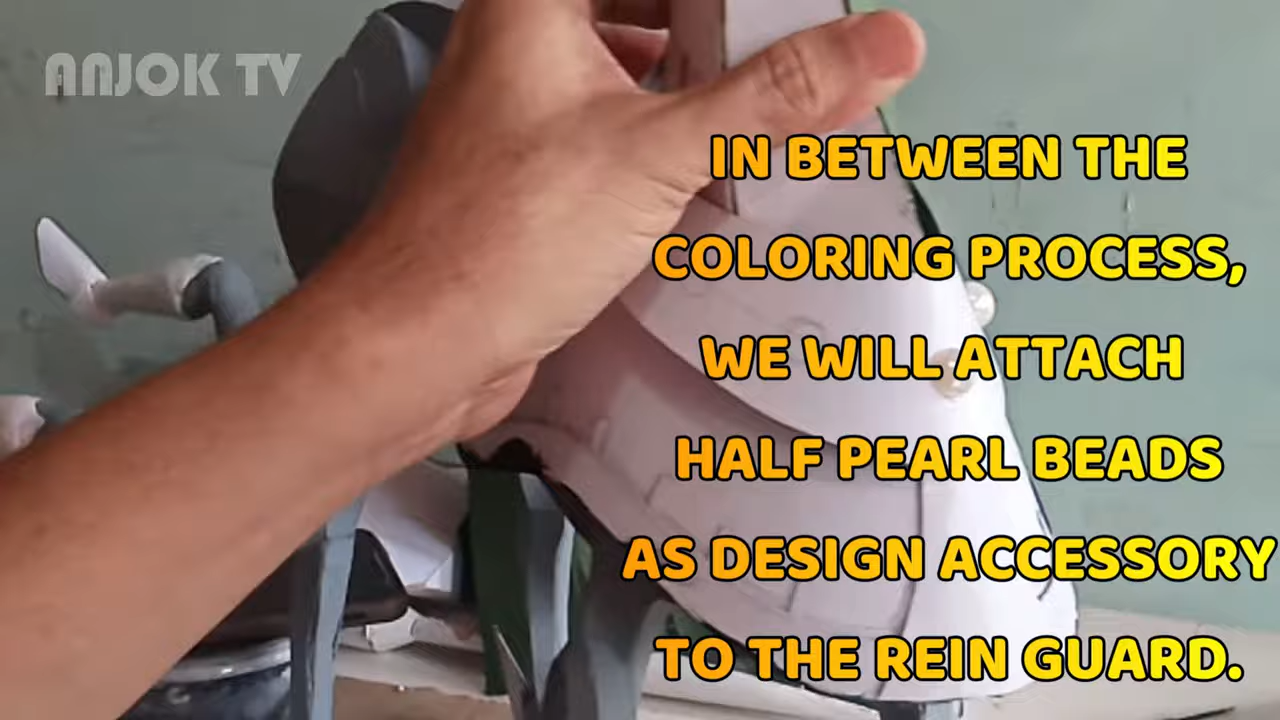 ANJOK TV
IN BETWEEN THE
COLORING PROCESS,
WE WILL ATTACH
HALF PEARL BEADS
AS DESIGN ACCESSORY
TO THE REIN GUARD.